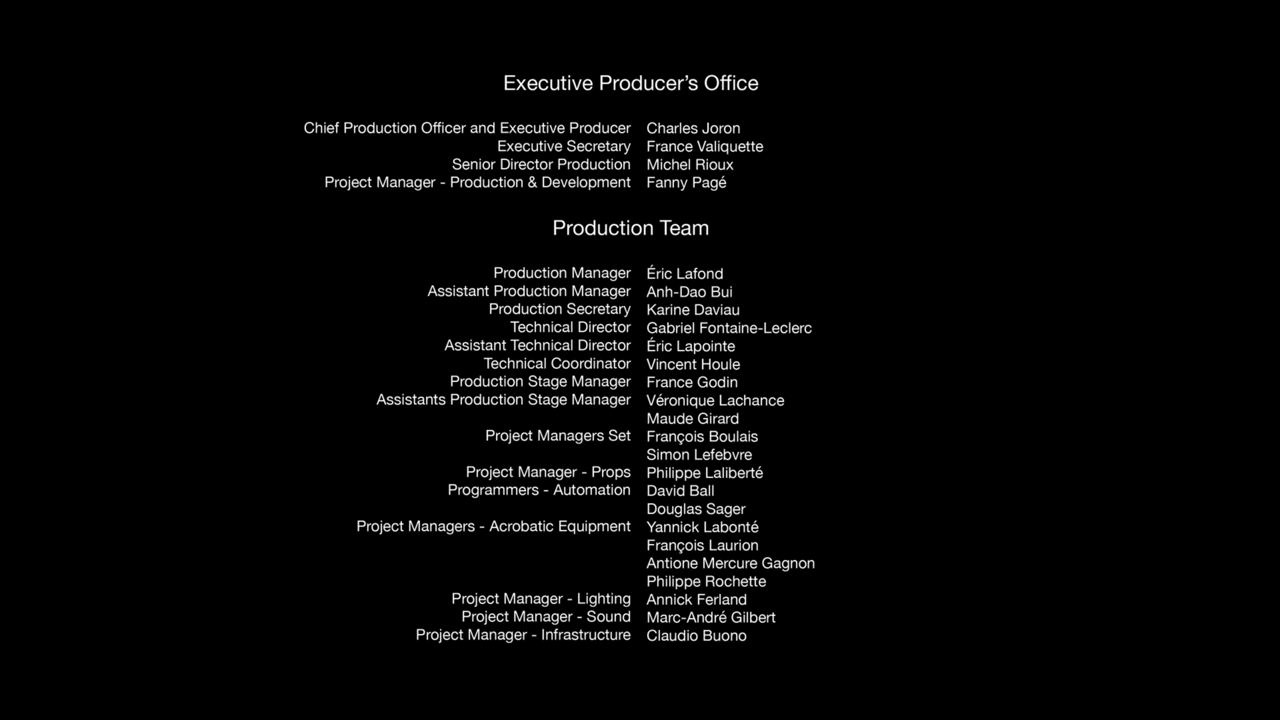 Executive Producer’s Office
Chief Production Officer and Executive Producer Charles Joron
Executive Secretary France Valiquette
Senior Director Production Michel Rioux
Project Manager - Production & Development Fanny Pagé
Production Team
Production Manager Éric Lafond
Assistant Production Manager Anh-Dao Bui
Production Secretary Karine Daviau
Technical Director Gabriel Fontaine-Leclerc
Assistant Technical Director Éric Lapointe
Technical Coordinator Vincent Houle
Production Stage Manager France Godin
Assistants Production Stage Manager Véronique Lachance
Maude Girard
Project Managers Set François Boulais
Simon Lefebvre
Project Manager - Props Philippe Laliberté
Programmers - Automation David Ball
Douglas Sager
Project Managers - Acrobatic Equipment Yannick Labonté
François Laurion
Antione Mercure Gagnon
Philippe Rochette
Project Manager - Lighting Annick Ferland
Project Manager - Sound Marc-André Gilbert
Project Manager - Infrastructure Claudio Buono